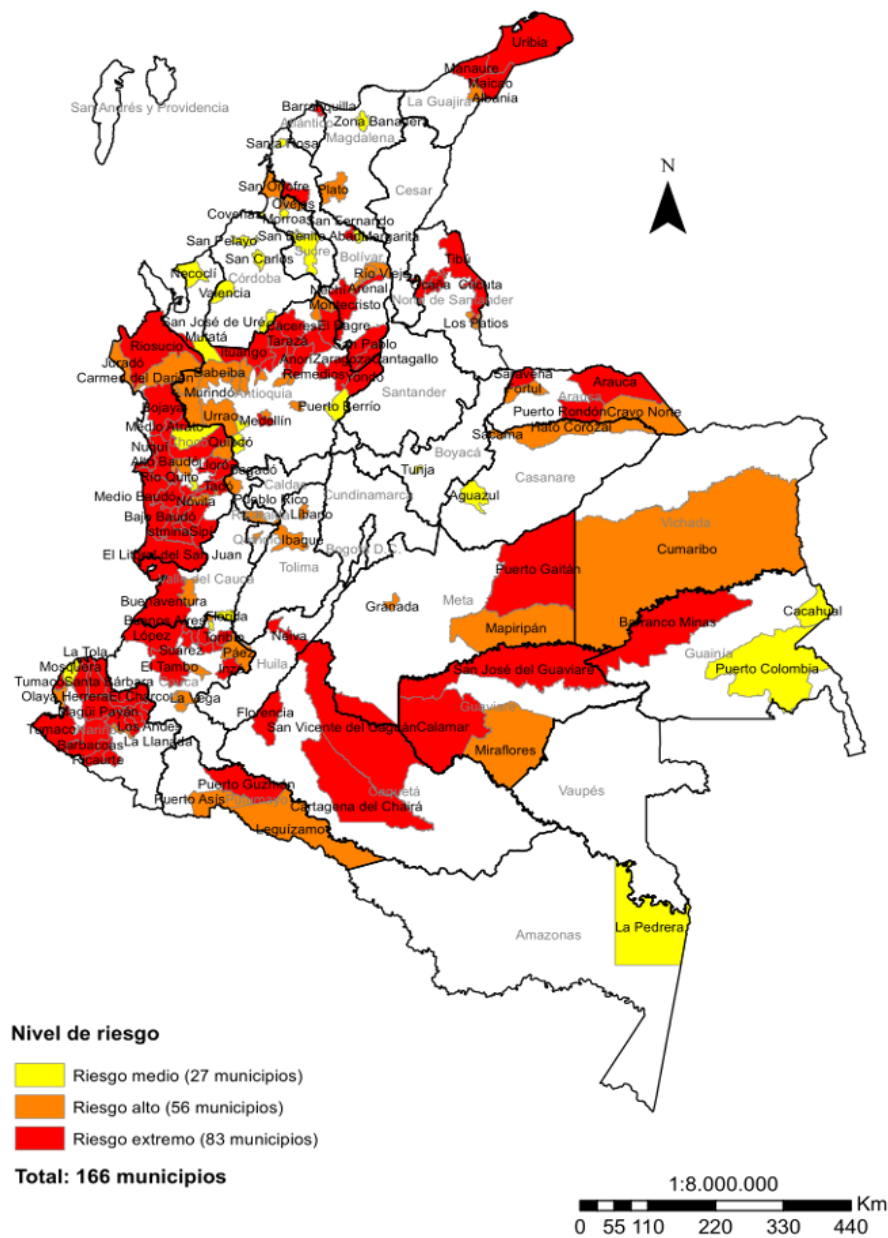 Uribia
Manaure
Maicao
La Guajira
Albania
San Andrés y Providencia
Barranquilla
Atlántico
Zona Bananera
Magdalena
Santa Rosa
N
Cesar
San Onofre
Plato
Ovejas
Coveñas
Morroa
San Fernando
San Benito Abad
Margarita
San Pelayo
Sucre
San Carlos
Bolívar
Tibú
Necoclí
Córdoba
Río Viejo
Ocaña
Cúcuta
Valencia
Arenal
Norte de Santander
Montecristo
San José de Uré
Cáceres
El Bagre
Los Patios
Mutatá
Tarazá
Riosucio
Ituango
San Pablo
Jurado
Anorí
Zaragoza
Cantagallo
Carmen del Darién
Dabeiba
Remedios
Yondó
Saravena
Arauca
Murindó
Antioquia
Santander
Fortul
Arauca
Bojaya
Urrao
Puerto Berrío
Puerto Rondón
Cravo Norte
Medio Atrato
Medellín
Hato Corozal
Chocó
Quibdó
Sácama
Nuquí
Boyacá
Alto Baudó
Lloró
Bagadó
Tunja
Casanare
Río Quito
Tadó
Caldas
Medio Baudó
Pueblo Rico
Cundinamarca
Aguazul
Nóvita
Líbano
Bajo Baudó
Risaralda
Vichada
Istmina
Sipí
Quindío
Ibague
Bogotá D.C.
Cumaribo
El Litoral del San Juan
Tolima
Puerto Gaitán
Valle del Cauca
Meta
Buenaventura
Granada
Cacahual
Buenos Aires
Florida
Mapiripán
Barranco Minas
López
Toribío
Neiva
La Tola
Suárez
Páez
Guainía
Mosquera
El Tambo
Inzá
Huila
San José del Guaviare
Puerto Colombia
Tumaco
Santa Bárbara
Cauca
Olaya Herrera
El Charco
La Vega
Guaviare
Magüi Payán
Florencia
San Vicente del Caguán
Calamar
Tumaco
Nariño
Los Andes
Barbacoas
La Llanada
Miraflores
Ricaurte
Puerto Guzmán
Caquetá
Vaupés
Puerto Asís
Putumayo
Cartagena del Chairá
Leguízamo
La Pedrera
Amazonas
Nivel de riesgo
Riesgo medio (27 municipios)
Riesgo alto (56 municipios)
Riesgo extremo (83 municipios)
Total: 166 municipios
1:8.000.000
Km
0 55 110 220 330 440